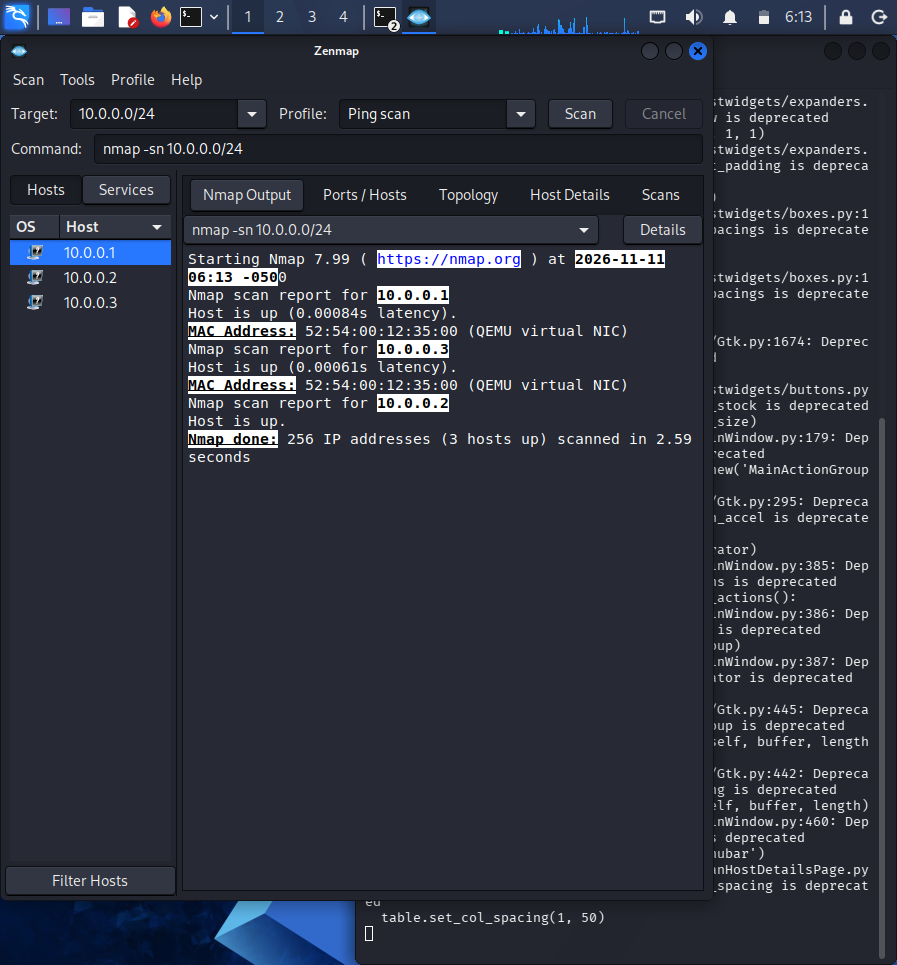 1 2 3 4 2 6:13
Zenmap
Scan Tools Profile Help
Target: 10.0.0.0/24 Profile: Ping scan Scan Cancel
Command: nmap -sn 10.0.0.0/24
Hosts Services
OS Host
10.0.0.1
10.0.0.2
10.0.0.3
Filter Hosts
Nmap Output Ports / Hosts Topology Host Details Scans
nmap -sn 10.0.0.0/24 Details
Starting Nmap 7.99 ( https://nmap.org ) at 2026-11-11
06:13 -0500
Nmap scan report for 10.0.0.1
Host is up (0.00084s latency).
MAC Address: 52:54:00:12:35:00 (QEMU virtual NIC)
Nmap scan report for 10.0.0.3
Host is up (0.00061s latency).
MAC Address: 52:54:00:12:35:00 (QEMU virtual NIC)
Nmap scan report for 10.0.0.2
Host is up.
Nmap done: 256 IP addresses (3 hosts up) scanned in 2.59
seconds
stwidgets/expanders.
w is deprecated
1, 1)
stwidgets/expanders.
t_padding is depreca
)
stwidgets/boxes.py:1
pacings is deprecate
stwidgets/boxes.py:1
pacings is deprecate
/Gtk.py:1674: Deprec
d
stwidgets/buttons.py
_stock is deprecated
_size)
inWindow.py:179: Dep
recated
new('MainActionGroup
/Gtk.py:295: Depreca
n_accel is deprecate
rator)
inWindow.py:385: Dep
ns is deprecated
_actions():
inWindow.py:386: Dep
is deprecated
oup)
inWindow.py:387: Dep
ator is deprecated
/Gtk.py:445: Depreca
oup is deprecated
self, buffer, length
/Gtk.py:442: Depreca
ng is deprecated
elf, buffer, length)
inWindow.py:460: Dep
s deprecated
nubar')
anHostDetailsPage.py
_spacing is deprecat
ed
table.set_col_spacing(1, 50)